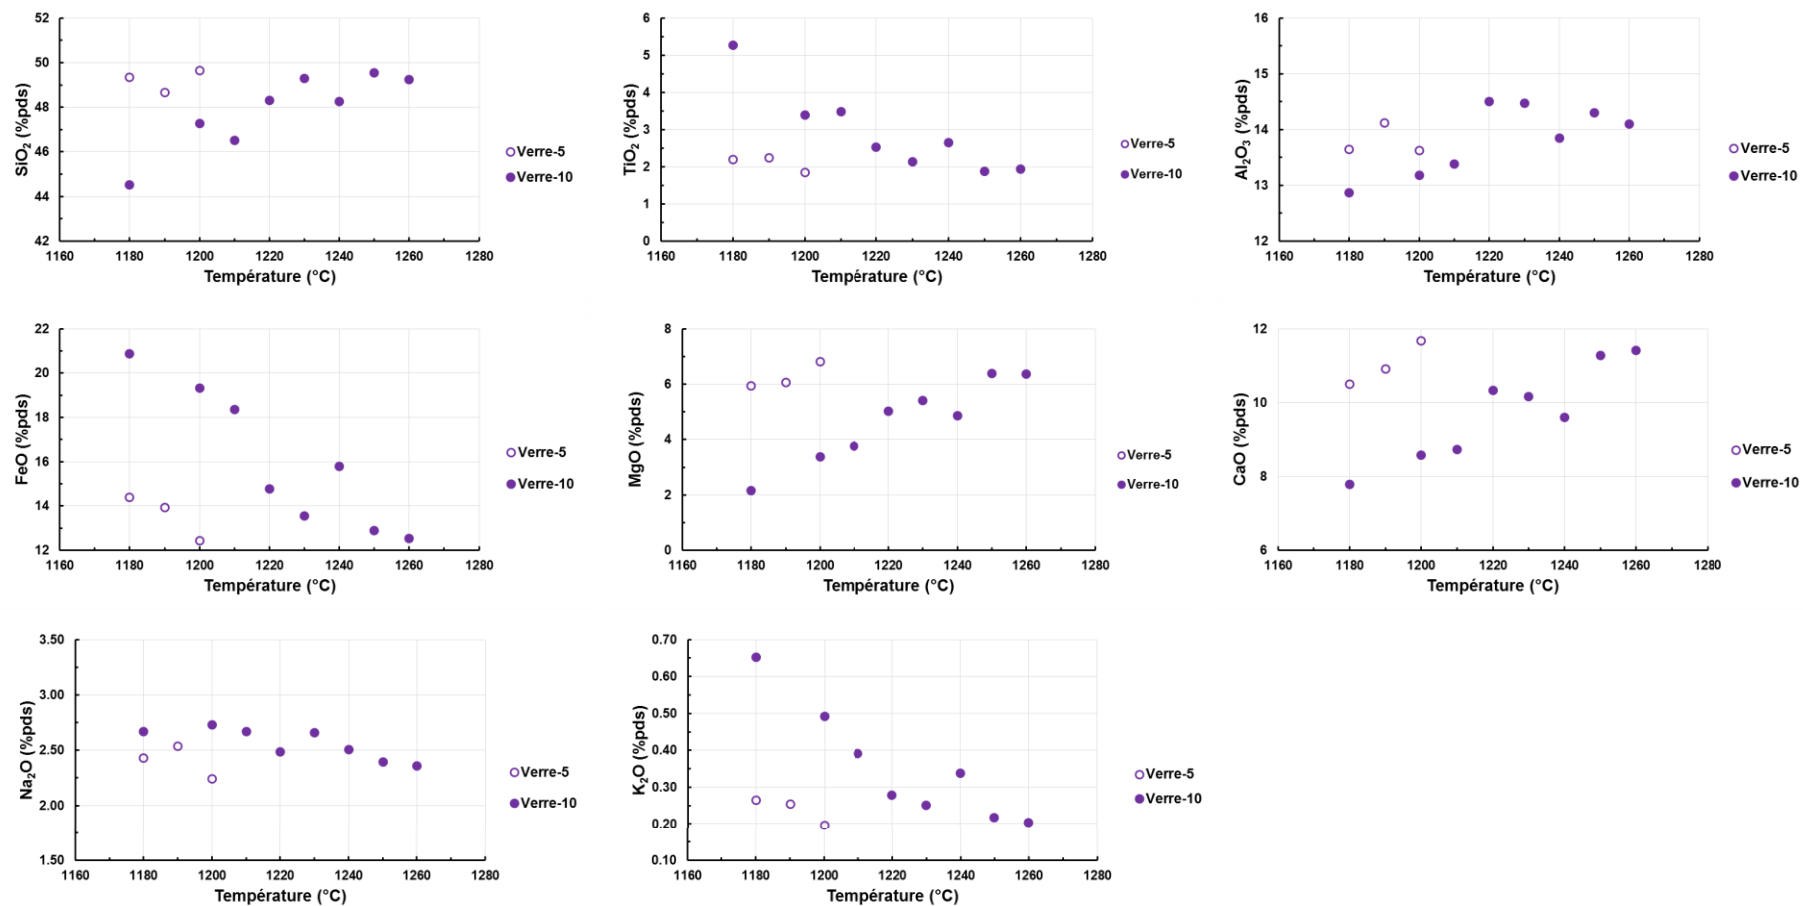 52
50
48
46
44
42
SiO₂ (%pds)
1160 1180 1200 1220 1240 1260 1280
Température (°C)
Verre-5
Verre-10
6
5
4
3
2
1
0
TiO₂ (%pds)
1160 1180 1200 1220 1240 1260 1280
Température (°C)
Verre-5
Verre-10
16
15
14
13
12
Al₂O₃ (%pds)
1160 1180 1200 1220 1240 1260 1280
Température (°C)
Verre-5
Verre-10
22
20
18
16
14
12
FeO (%pds)
1160 1180 1200 1220 1240 1260 1280
Température (°C)
Verre-5
Verre-10
8
6
4
2
0
MgO (%pds)
1160 1180 1200 1220 1240 1260 1280
Température (°C)
Verre-5
Verre-10
12
10
8
6
CaO (%pds)
1160 1180 1200 1220 1240 1260 1280
Température (°C)
Verre-5
Verre-10
3.50
3.00
2.50
2.00
1.50
Na₂O (%pds)
1160 1180 1200 1220 1240 1260 1280
Température (°C)
Verre-5
Verre-10
0.70
0.60
0.50
0.40
0.30
0.20
0.10
K₂O (%pds)
1160 1180 1200 1220 1240 1260 1280
Température (°C)
Verre-5
Verre-10